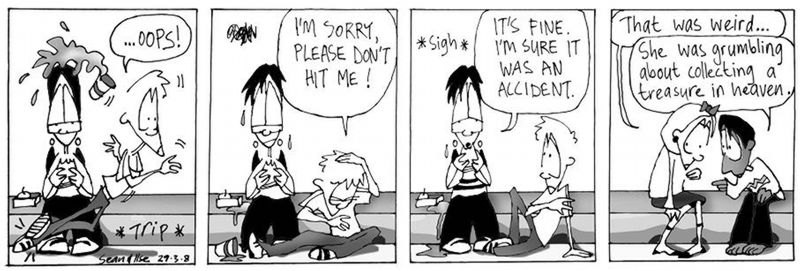 ...OOPS!
* TRIP *
Sean & Ilse 29-3-8
I'M SORRY,
PLEASE DON'T
HIT ME!
*Sigh*
IT'S FINE.
I'M SURE IT
WAS AN
ACCIDENT.
That was weird...
She was grumbling
about collecting a
treasure in heaven.